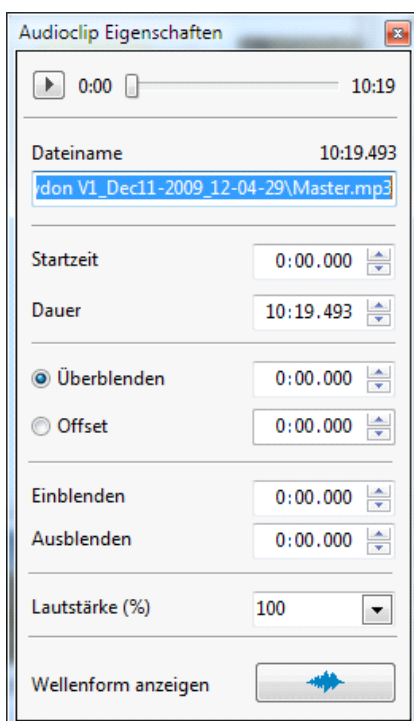 Audioclip Eigenschaften
0:00 10:19
Dateiname 10:19.493
V1_Dec11-2009_12-04-29\Master.mp3
Startzeit 0:00.000
Dauer 10:19.493
Überblenden 0:00.000
Offset 0:00.000
Einblenden 0:00.000
Ausblenden 0:00.000
Lautstärke (%) 100
Wellenform anzeigen